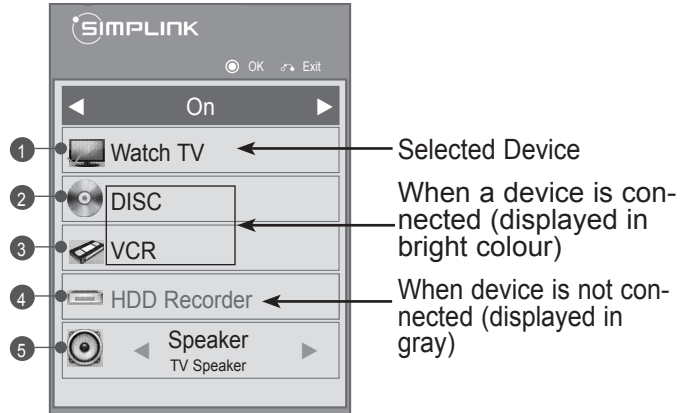 SIMPLINK
OK Exit
On
1 Watch TV
Selected Device
2 DISC
When a device is con-
nected (displayed in
bright colour)
3 VCR
4 HDD Recorder
When device is not con-
nected (displayed in
gray)
5 Speaker
TV Speaker